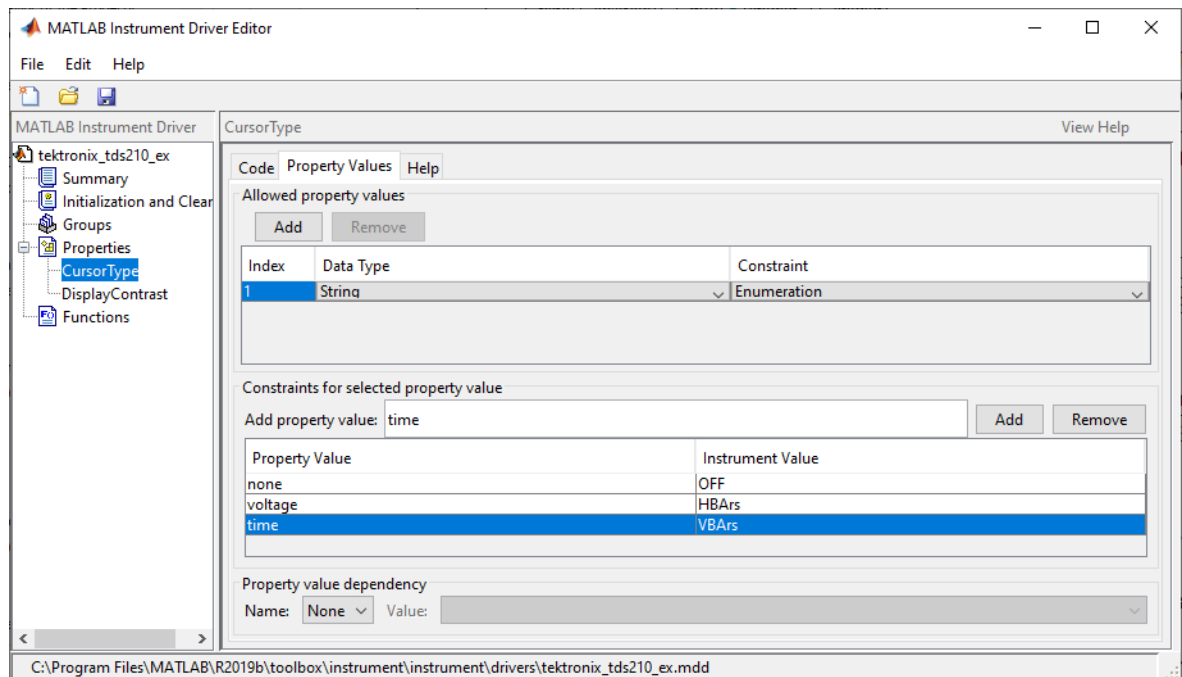 MATLAB Instrument Driver Editor
File Edit Help
MATLAB Instrument Driver
CursorType
View Help
tektronix_tds210_ex
Summary
Initialization and Clear
Groups
Properties
CursorType
DisplayContrast
Functions
Code Property Values Help
Allowed property values
Add Remove
Index Data Type Constraint
1 String Enumeration
Constraints for selected property value
Add property value: time Add Remove
Property Value Instrument Value
none OFF
voltage HBArs
time VBArs
Property value dependency
Name: None Value:
C:\Program Files\MATLAB\R2019b\toolbox\instrument\instrument\drivers\tektronix_tds210_ex.mdd